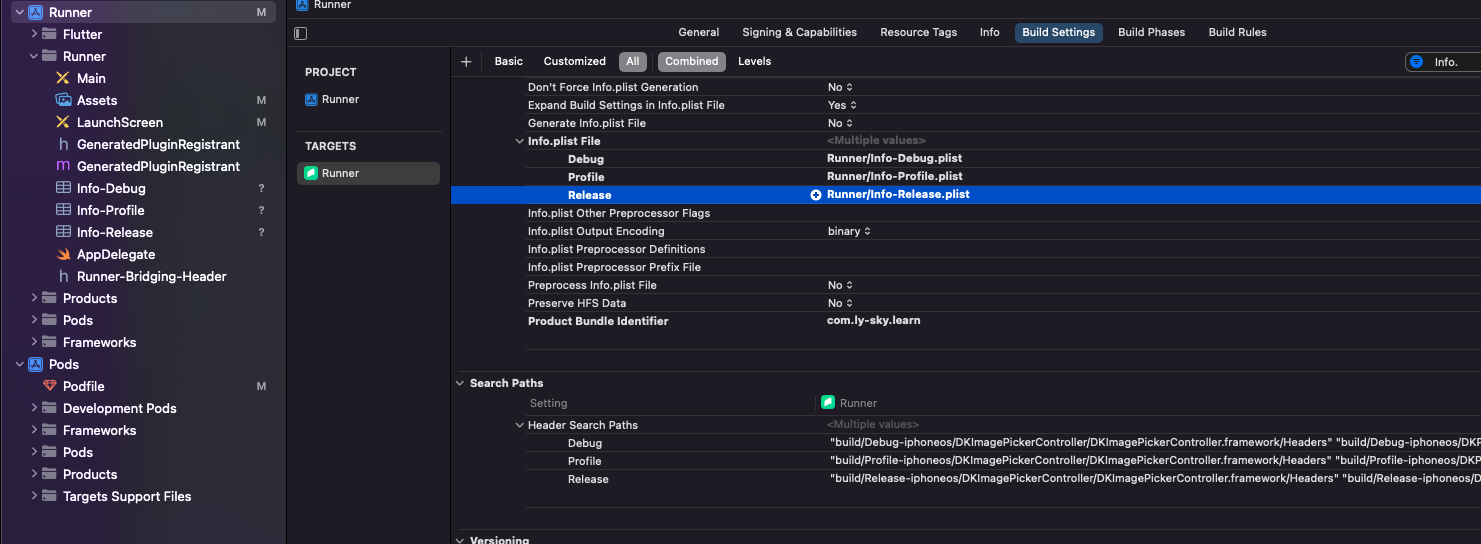 Runner M
Flutter
Runner
Main
Assets M
LaunchScreen M
GeneratedPluginRegistrant
GeneratedPluginRegistrant
Info-Debug ?
Info-Profile ?
Info-Release ?
AppDelegate
Runner-Bridging-Header
Products
Pods
Frameworks
Pods
Podfile M
Development Pods
Frameworks
Pods
Products
Targets Support Files
Runner
General Signing & Capabilities Resource Tags Info Build Settings Build Phases Build Rules
PROJECT
Runner
TARGETS
Runner
+ Basic Customized All Combined Levels Info.
Don't Force Info.plist Generation No
Expand Build Settings in Info.plist File Yes
Generate Info.plist File No
Info.plist File <Multiple values>
Debug Runner/Info-Debug.plist
Profile Runner/Info-Profile.plist
Release Runner/Info-Release.plist
Info.plist Other Preprocessor Flags
Info.plist Output Encoding binary
Info.plist Preprocessor Definitions
Info.plist Preprocessor Prefix File
Preprocess Info.plist File No
Preserve HFS Data No
Product Bundle Identifier com.ly-sky.learn
Search Paths
Setting Runner
Header Search Paths <Multiple values>
Debug "build/Debug-iphoneos/DKImagePickerController/DKImagePickerController.framework/Headers" "build/Debug-iphoneos/DKP
Profile "build/Profile-iphoneos/DKImagePickerController/DKImagePickerController.framework/Headers" "build/Profile-iphoneos/DK
Release "build/Release-iphoneos/DKImagePickerController/DKImagePickerController.framework/Headers" "build/Release-iphoneos/D
Versioning